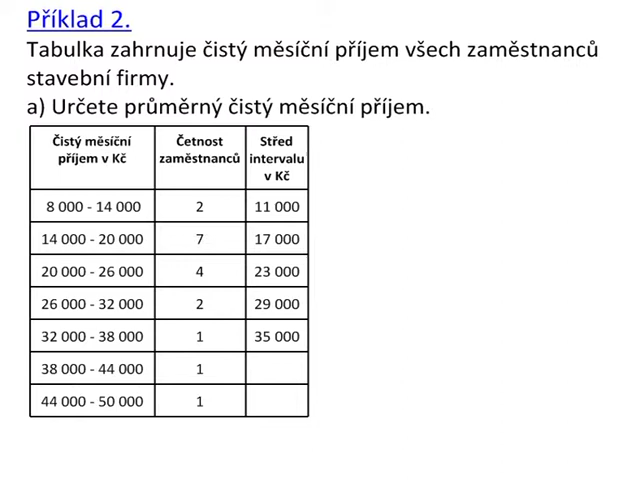 Příklad 2.
Tabulka zahrnuje čistý měsíční příjem všech zaměstnanců
stavební firmy.
a) Určete průměrný čistý měsíční příjem.
Čistý měsíční příjem v Kč | Četnost zaměstnanců | Střed intervalu v Kč
8 000 - 14 000 | 2 | 11 000
14 000 - 20 000 | 7 | 17 000
20 000 - 26 000 | 4 | 23 000
26 000 - 32 000 | 2 | 29 000
32 000 - 38 000 | 1 | 35 000
38 000 - 44 000 | 1 |
44 000 - 50 000 | 1 |